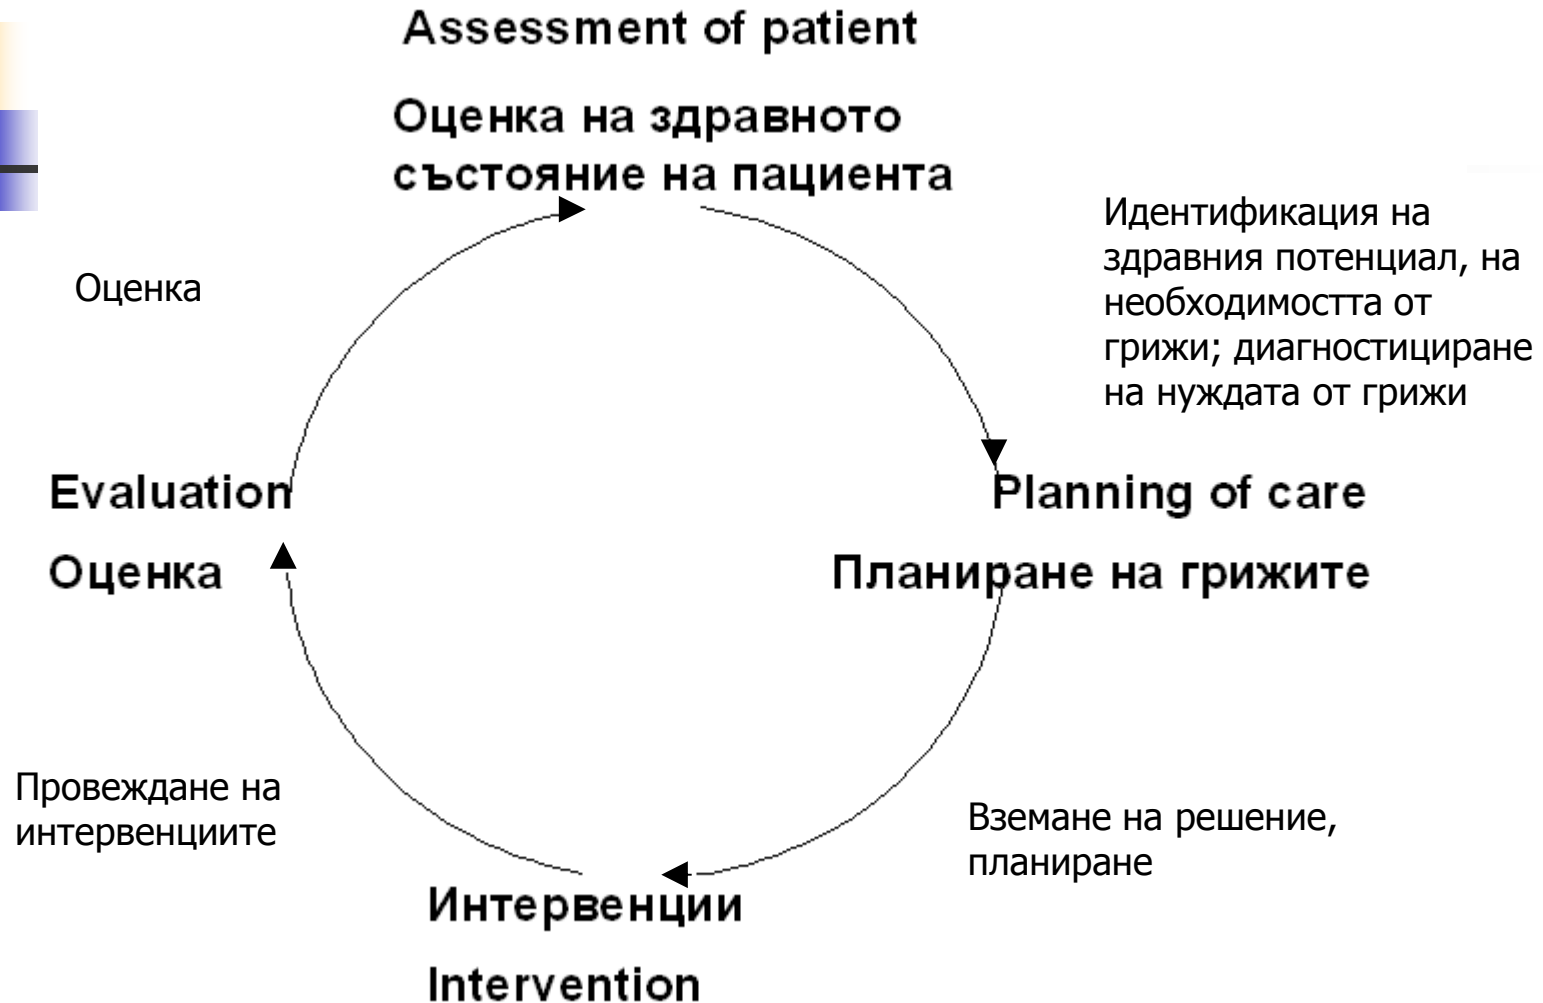 Assessment of patient
Оценка на здравното
състояние на пациента
Идентификация на
здравния потенциал, на
необходимостта от
грижи; диагностициране
на нуждата от грижи
Оценка
Evaluation
Оценка
Planning of care
Планиране на грижите
Провеждане на
интервенциите
Вземане на решение,
планиране
Интервенции
Intervention